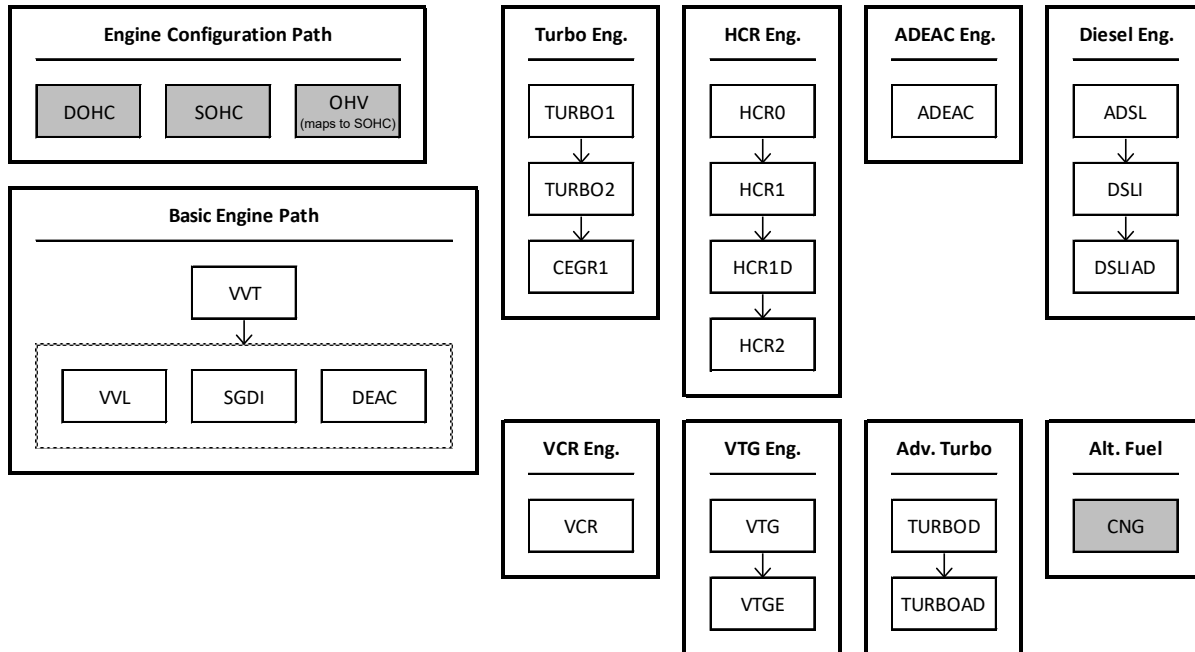 Engine Configuration Path
DOHC
SOHC
OHV
(maps to SOHC)
Basic Engine Path
VVT
VVL
SGDI
DEAC
Turbo Eng.
TURBO1
TURBO2
CEGR1
HCR Eng.
HCR0
HCR1
HCR1D
HCR2
ADEAC Eng.
ADEAC
Diesel Eng.
ADSL
DSLI
DSLIAD
VCR Eng.
VCR
VTG Eng.
VTG
VTGE
Adv. Turbo
TURBOD
TURBOAD
Alt. Fuel
CNG